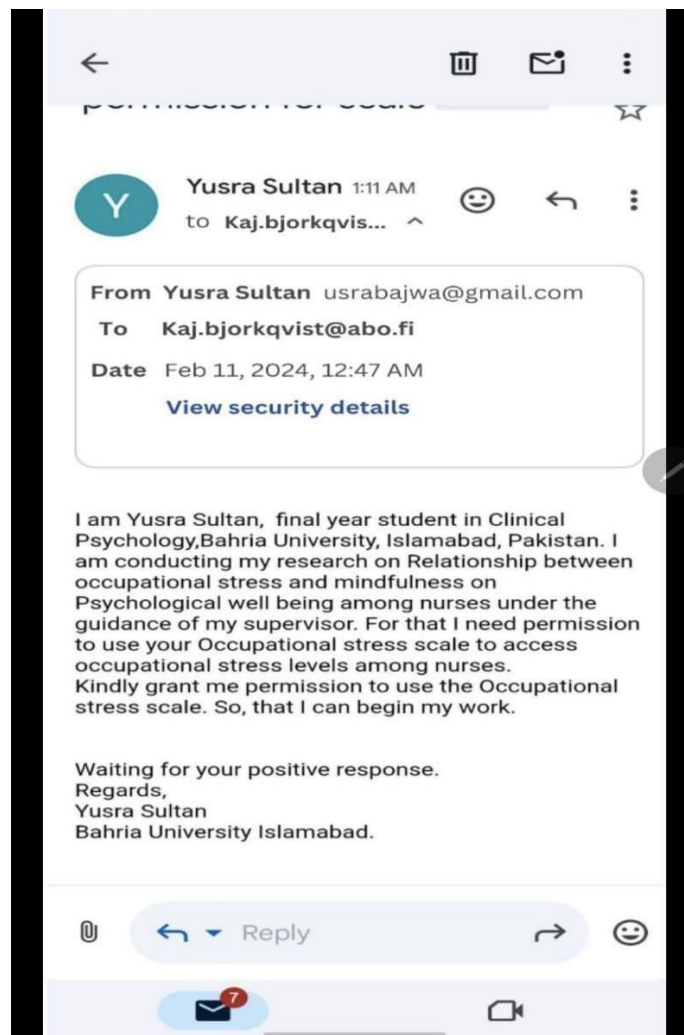 Yusra Sultan 1:11 AM
Y
to Kaj.bjorkqvis...
From Yusra Sultan usrabajwa@gmail.com
To Kaj.bjorkqvist@abo.fi
Date Feb 11, 2024, 12:47 AM
View security details
I am Yusra Sultan, final year student in Clinical
Psychology,Bahria University, Islamabad, Pakistan. I
am conducting my research on Relationship between
occupational stress and mindfulness on
Psychological well being among nurses under the
guidance of my supervisor. For that I need permission
to use your Occupational stress scale to access
occupational stress levels among nurses.
Kindly grant me permission to use the Occupational
stress scale. So, that I can begin my work.
Waiting for your positive response.
Regards,
Yusra Sultan
Bahria University Islamabad.
Reply
7